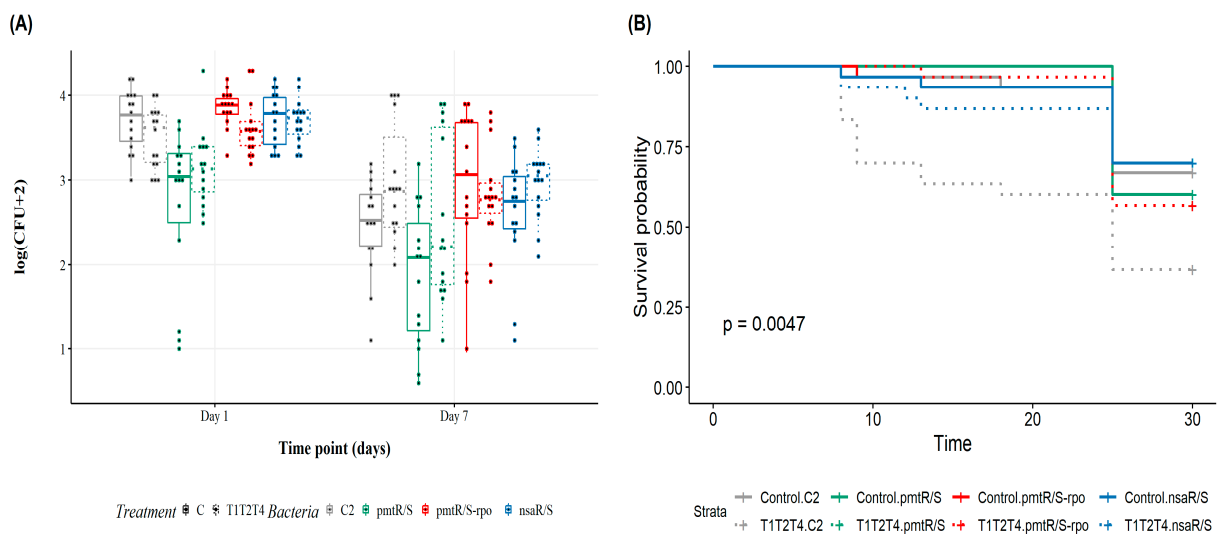 (A)
log(CFU+2)
4
3
2
1
Day 1
Day 7
Time point (days)
Treatment C T1T2T4 Bacteria C2 pmtR/S pmtR/S-rpo nsaR/S
(B)
Survival probability
1.00
0.75
0.50
0.25
0.00
p = 0.0047
0
10
20
30
Time
Strata
Control.C2 Control.pmtR/S Control.pmtR/S-rpo Control.nsaR/S
T1T2T4.C2 T1T2T4.pmtR/S T1T2T4.pmtR/S-rpo T1T2T4.nsaR/S